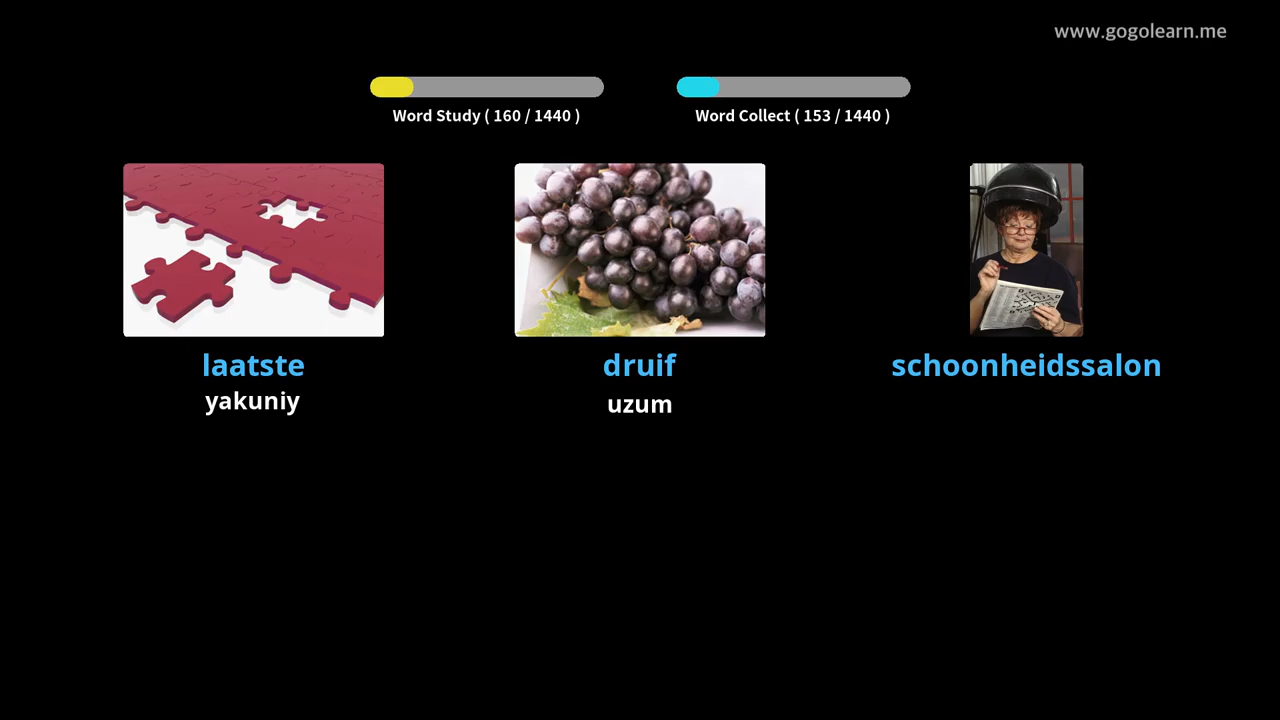 www.gogolearn.me
Word Study ( 160 / 1440 )
Word Collect ( 153 / 1440 )
laatste
yakuniy
druif
uzum
schoonheidssalon